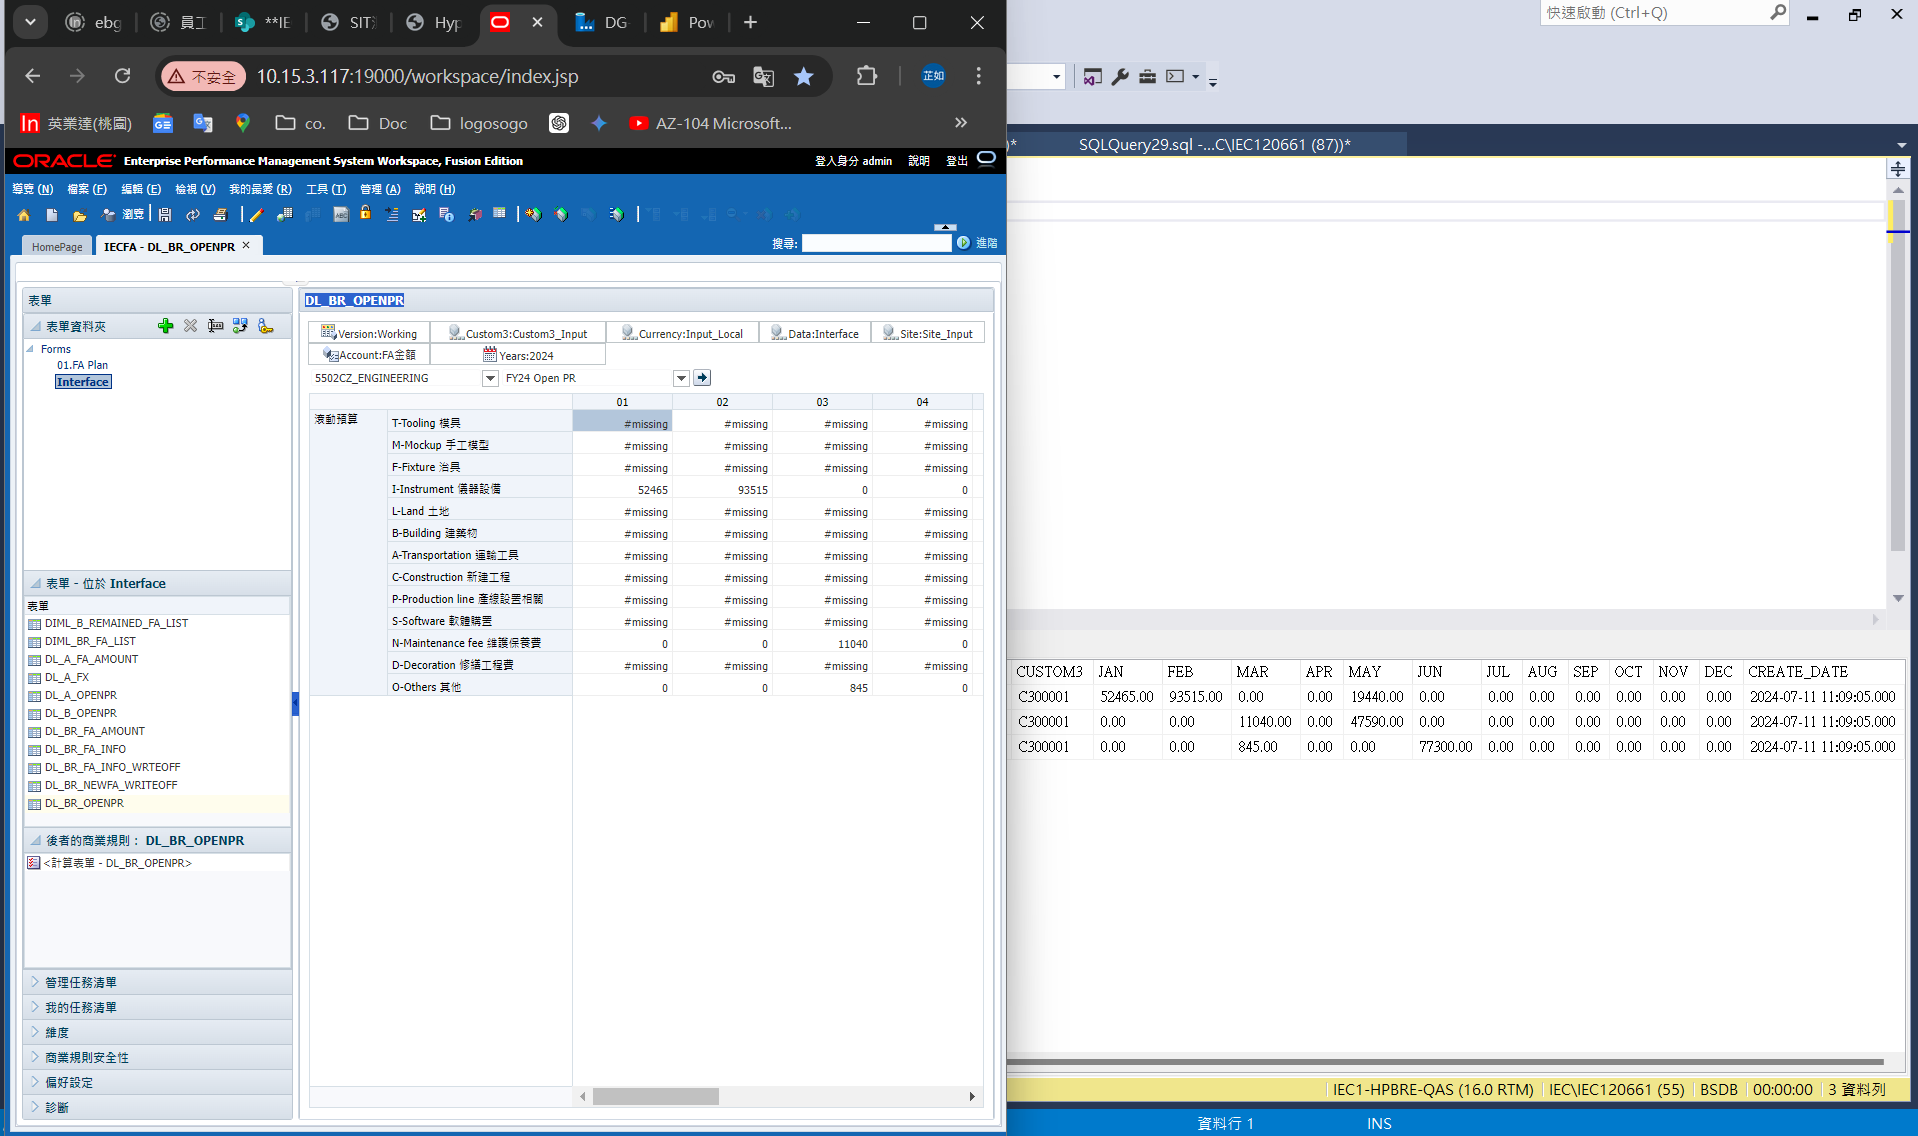 ebg
員工
**IE
SIT
Hyp
DG
Pow
不安全
10.15.3.117:19000/workspace/index.jsp
芷如
英業達(桃園)
co.
Doc
logosogo
AZ-104 Microsoft...
ORACLE Enterprise Performance Management System Workspace, Fusion Edition
登入身分 admin 說明 登出
導覽 (N) 檔案 (F) 編輯 (E) 檢視 (V) 我的最愛 (R) 工具 (T) 管理 (A) 說明 (H)
瀏覽
HomePage
IECFA - DL_BR_OPENPR
搜尋:
進階
表單
表單資料夾
Forms
01.FA Plan
Interface
表單 - 位於 Interface
表單
DIML_B_REMAINED_FA_LIST
DIML_BR_FA_LIST
DL_A_FA_AMOUNT
DL_A_FX
DL_A_OPENPR
DL_B_OPENPR
DL_BR_FA_AMOUNT
DL_BR_FA_INFO
DL_BR_FA_INFO_WRTEOFF
DL_BR_NEWFA_WRITEOFF
DL_BR_OPENPR
後者的商業規則： DL_BR_OPENPR
<計算表單 - DL_BR_OPENPR>
管理任務清單
我的任務清單
維度
商業規則安全性
偏好設定
診斷
DL_BR_OPENPR
Version:Working Custom3:Custom3_Input Currency:Input_Local Data:Interface Site:Site_Input
Account:FA金額 Years:2024
5502CZ_ENGINEERING FY24 Open PR
01 02 03 04
滾動預算 T-Tooling 模具 #missing #missing #missing #missing
M-Mockup 手工模型 #missing #missing #missing #missing
F-Fixture 治具 #missing #missing #missing #missing
I-Instrument 儀器設備 52465 93515 0 0
L-Land 土地 #missing #missing #missing #missing
B-Building 建築物 #missing #missing #missing #missing
A-Transportation 運輸工具 #missing #missing #missing #missing
C-Construction 新建工程 #missing #missing #missing #missing
P-Production line 產線設置相關 #missing #missing #missing #missing
S-Software 軟體購置 #missing #missing #missing #missing
N-Maintenance fee 維護保養費 0 0 11040 0
D-Decoration 修繕工程費 #missing #missing #missing #missing
O-Others 其他 0 0 845 0
快速啟動 (Ctrl+Q)
)*
SQLQuery29.sql -...C\IEC120661 (87))*
CUSTOM3 JAN FEB MAR APR MAY JUN JUL AUG SEP OCT NOV DEC CREATE_DATE
C300001 52465.00 93515.00 0.00 0.00 19440.00 0.00 0.00 0.00 0.00 0.00 0.00 0.00 2024-07-11 11:09:05.000
C300001 0.00 0.00 11040.00 0.00 47590.00 0.00 0.00 0.00 0.00 0.00 0.00 0.00 2024-07-11 11:09:05.000
C300001 0.00 0.00 845.00 0.00 0.00 77300.00 0.00 0.00 0.00 0.00 0.00 0.00 2024-07-11 11:09:05.000
IEC1-HPBRE-QAS (16.0 RTM) IEC\IEC120661 (55) BSDB 00:00:00 3 資料列
資料行 1
INS